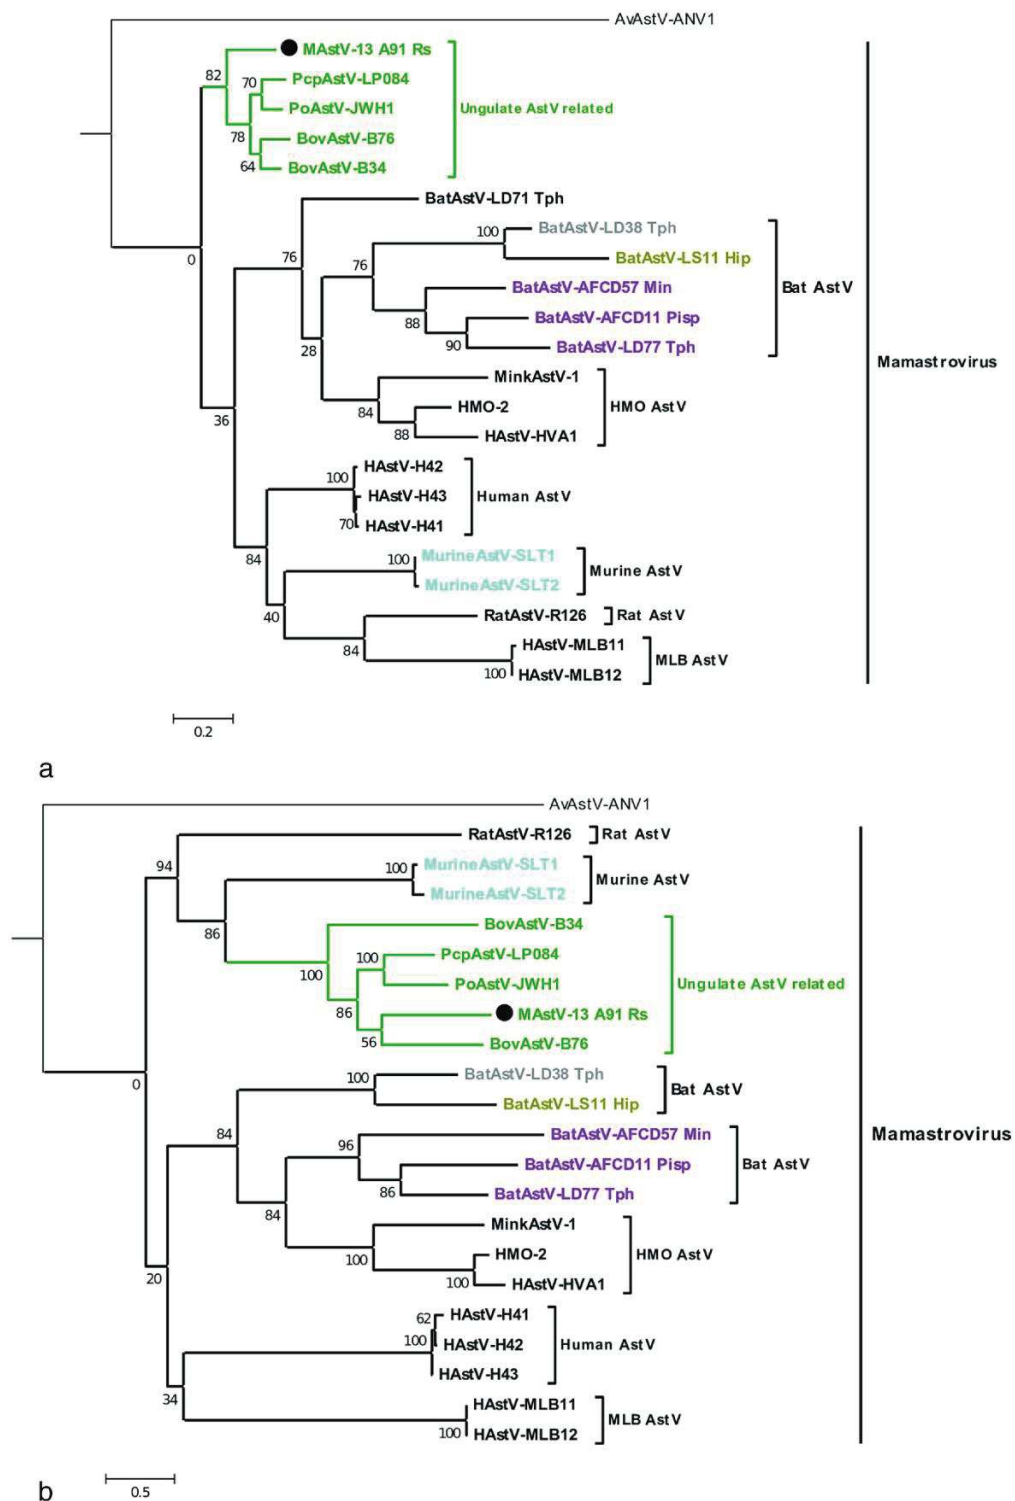 AvAstV-ANV1
MAstV-13 A91 Rs
82
70
PcpAstV-LP084
PoAstV-JWH1
Ungulate AstV related
78
BovAstV-B76
64
BovAstV-B34
BatAstV-LD71 Tph
100
BatAstV-LD38 Tph
0
76
76
BatAstV-LS11 Hip
Bat AstV
BatAstV-AFCD57 Min
88
BatAstV-AFCD11 Pisp
28
90
BatAstV-LD77 Tph
Mamastrovirus
MinkAstV-1
36
84
HMO-2
HMO AstV
88
HAstV-HVA1
HAstV-H42
100
HAstV-H43
Human AstV
70
HAstV-H41
84
100
MurineAstV-SLT1
Murine AstV
MurineAstV-SLT2
40
RatAstV-R126
Rat AstV
84
HAstV-MLB11
MLB AstV
100
HAstV-MLB12
0.2
a
AvAstV-ANV1
RatAstV-R126
Rat AstV
94
100
MurineAstV-SLT1
Murine AstV
MurineAstV-SLT2
86
BovAstV-B34
100
100
PcpAstV-LP084
PoAstV-JWH1
Ungulate AstV related
86
MAstV-13 A91 Rs
56
BovAstV-B76
0
100
BatAstV-LD38 Tph
Bat AstV
BatAstV-LS11 Hip
84
BatAstV-AFCD57 Min
Mamastrovirus
96
BatAstV-AFCD11 Pisp
Bat AstV
86
BatAstV-LD77 Tph
84
MinkAstV-1
100
HMO-2
HMO AstV
20
100
HAstV-HVA1
62
HAstV-H41
100
HAstV-H42
Human AstV
HAstV-H43
34
HAstV-MLB11
MLB AstV
100
HAstV-MLB12
0.5
b